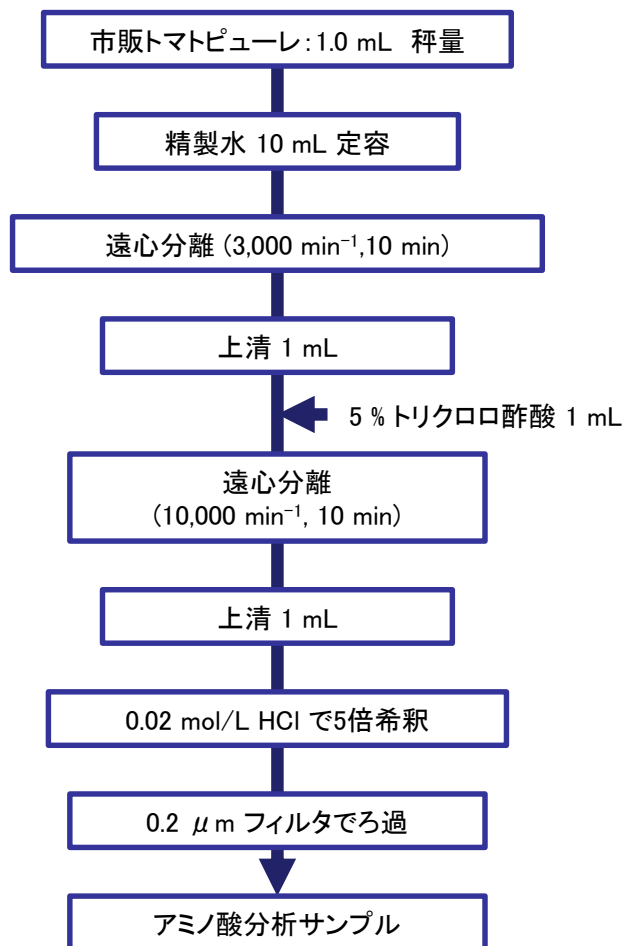 市販トマトピューレ：1.0 mL 秤量
精製水 10 mL 定容
遠心分離 (3,000 min⁻¹,10 min)
上清 1 mL
5 % トリクロロ酢酸 1 mL
遠心分離
(10,000 min⁻¹, 10 min)
上清 1 mL
0.02 mol/L HCl で5倍希釈
0.2 μm フィルタでろ過
アミノ酸分析サンプル